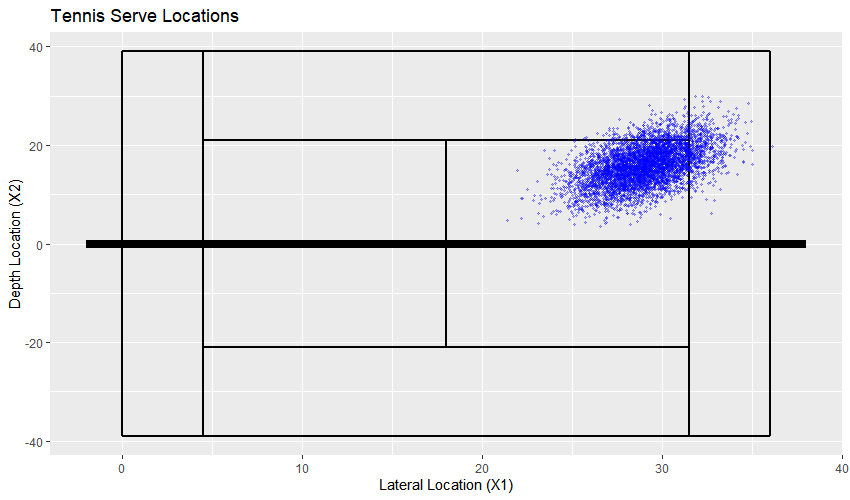 Tennis Serve Locations
40
20
0
-20
-40
Depth Location (X2)
0 10 20 30 40
Lateral Location (X1)